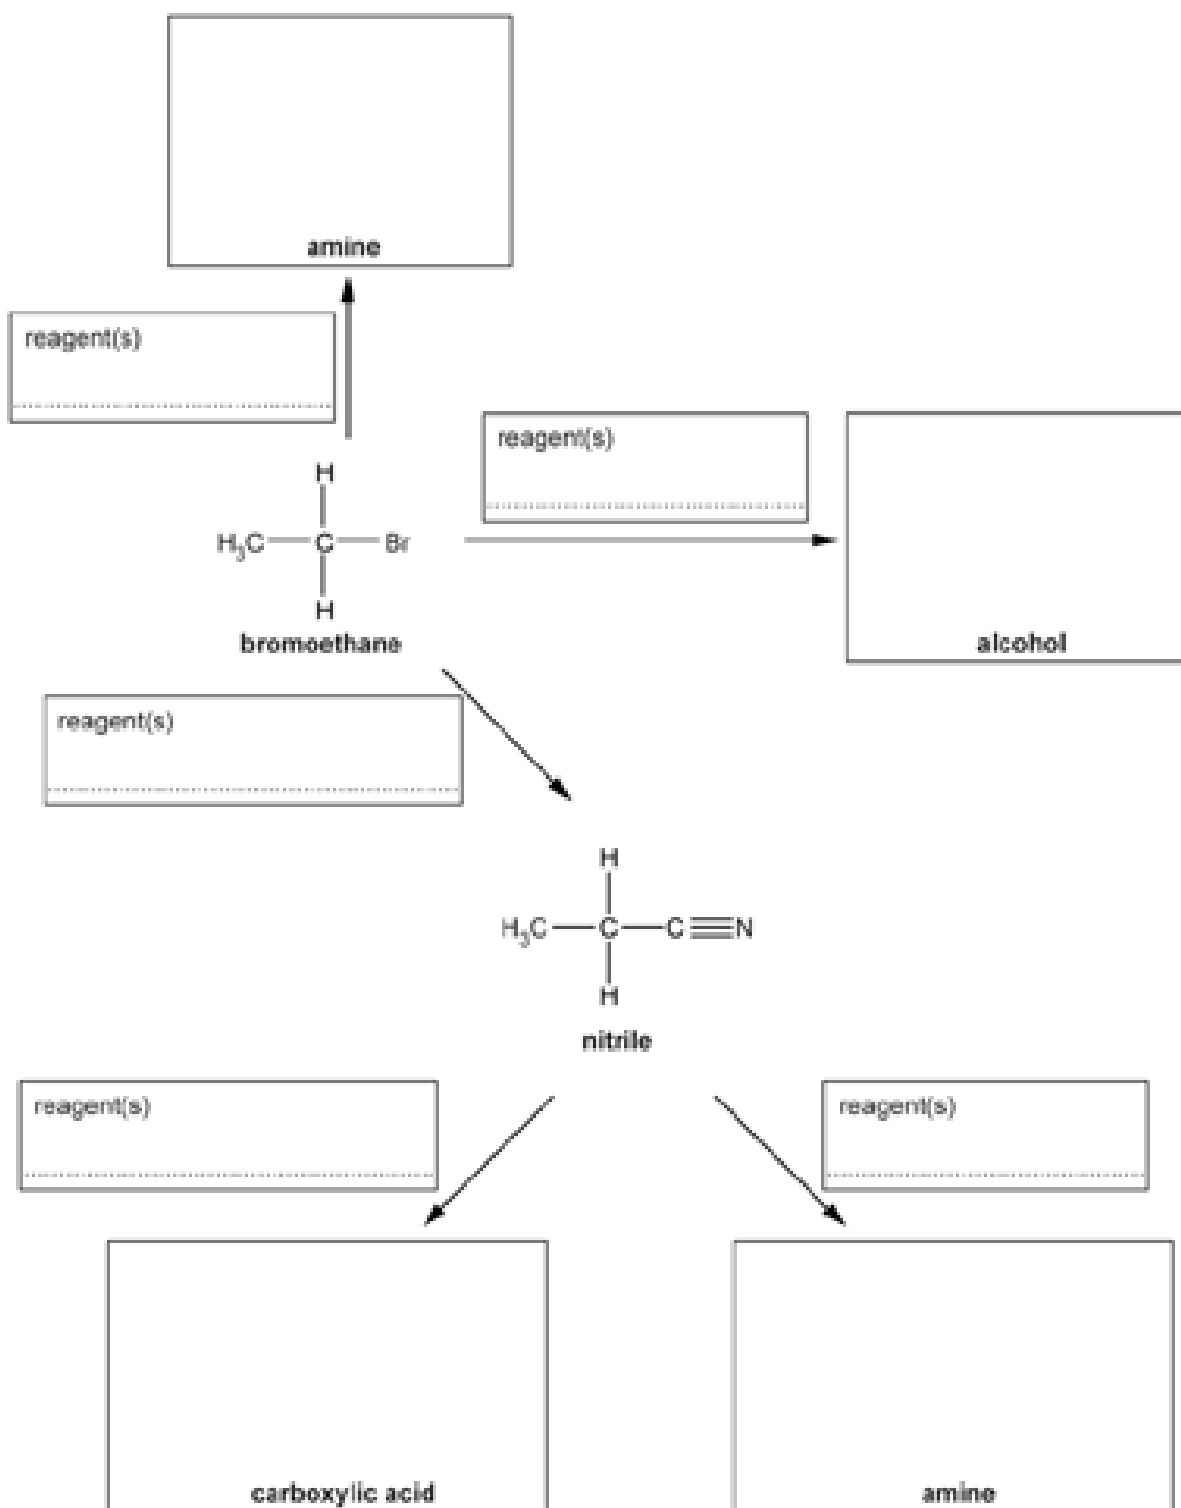 amine
reagent(s)
reagent(s)
H
H₃C C Br
H
bromoethane
alcohol
reagent(s)
H
H₃C C C N
H
nitrile
reagent(s)
reagent(s)
carboxylic acid
amine